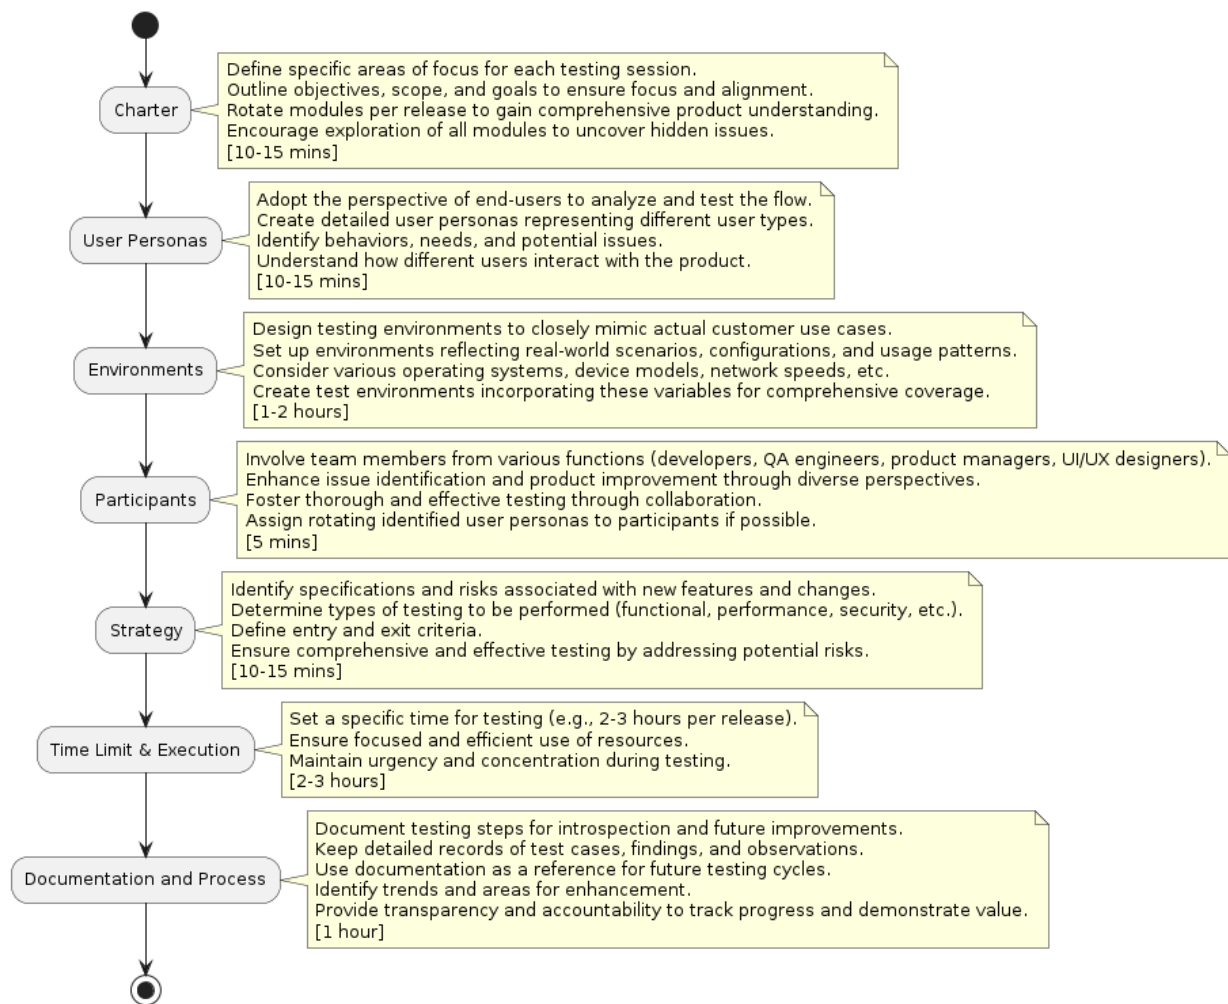 Charter
Define specific areas of focus for each testing session.
Outline objectives, scope, and goals to ensure focus and alignment.
Rotate modules per release to gain comprehensive product understanding.
Encourage exploration of all modules to uncover hidden issues.
[10-15 mins]
User Personas
Adopt the perspective of end-users to analyze and test the flow.
Create detailed user personas representing different user types.
Identify behaviors, needs, and potential issues.
Understand how different users interact with the product.
[10-15 mins]
Environments
Design testing environments to closely mimic actual customer use cases.
Set up environments reflecting real-world scenarios, configurations, and usage patterns.
Consider various operating systems, device models, network speeds, etc.
Create test environments incorporating these variables for comprehensive coverage.
[1-2 hours]
Participants
Involve team members from various functions (developers, QA engineers, product managers, UI/UX designers).
Enhance issue identification and product improvement through diverse perspectives.
Foster thorough and effective testing through collaboration.
Assign rotating identified user personas to participants if possible.
[5 mins]
Strategy
Identify specifications and risks associated with new features and changes.
Determine types of testing to be performed (functional, performance, security, etc.).
Define entry and exit criteria.
Ensure comprehensive and effective testing by addressing potential risks.
[10-15 mins]
Time Limit & Execution
Set a specific time for testing (e.g., 2-3 hours per release).
Ensure focused and efficient use of resources.
Maintain urgency and concentration during testing.
[2-3 hours]
Documentation and Process
Document testing steps for introspection and future improvements.
Keep detailed records of test cases, findings, and observations.
Use documentation as a reference for future testing cycles.
Identify trends and areas for enhancement.
Provide transparency and accountability to track progress and demonstrate value.
[1 hour]